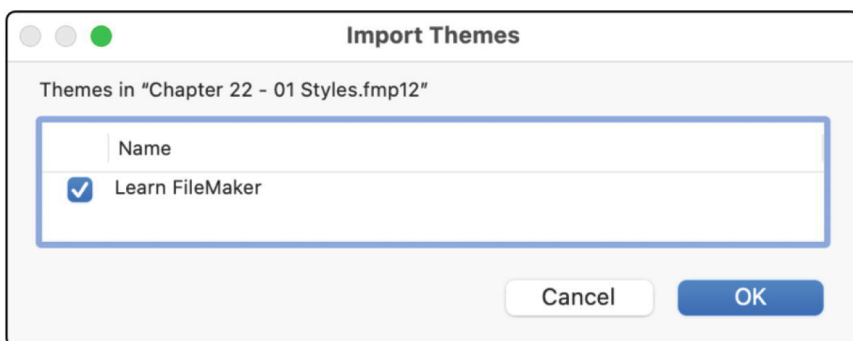 Import Themes
Themes in “Chapter 22 - 01 Styles.fmp12”
Name
Learn FileMaker
Cancel OK